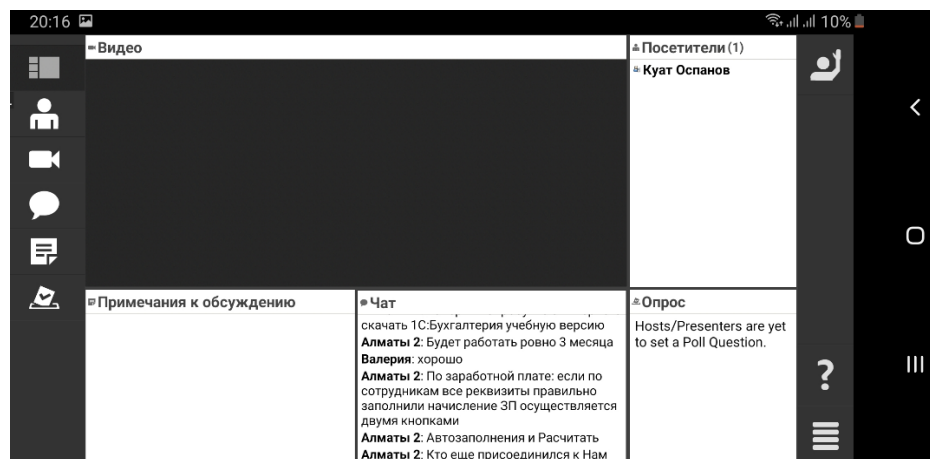 20:16
10%
Видео
Посетители (1)
Куат Оспанов
Примечания к обсуждению
Чат
скачать 1С:Бухгалтерия учебную версию
Алматы 2: Будет работать ровно 3 месяца
Валерия: хорошо
Алматы 2: По заработной плате: если по
сотрудникам все реквизиты правильно
заполнили начисление ЗП осуществляется
двумя кнопками
Алматы 2: Автозаполнения и Расчитать
Алматы 2: Кто еще присоединился к Нам
Опрос
Hosts/Presenters are yet
to set a Poll Question.
?